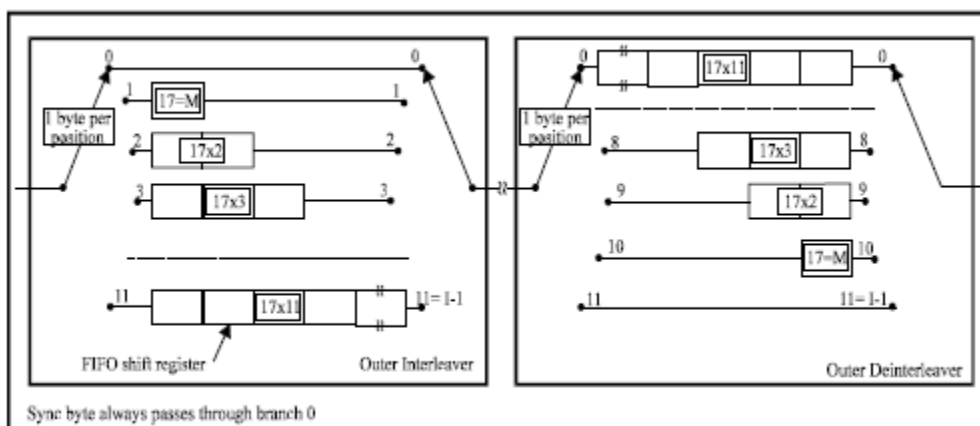 0 0
1 17=M 1
1 byte per
position
2 17x2 2
3 17x3 3
11 17x11 11= I-1
FIFO shift register
Outer Interleaver
0 17x11 0
1 byte per
position
8 17x3 8
9 17x2 9
10 17=M 10
11 11= I-1
Outer Deinterleaver
Sync byte always passes through branch 0